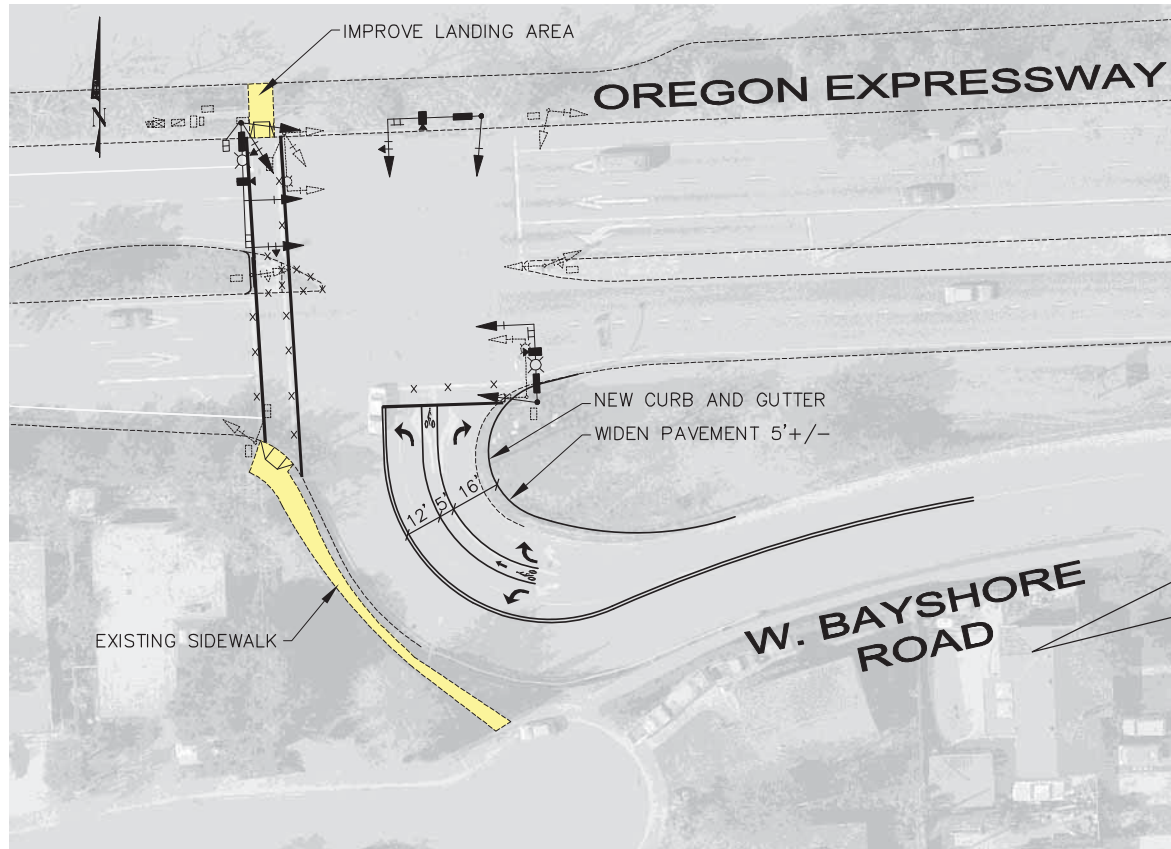 IMPROVE LANDING AREA
OREGON EXPRESSWAY
N
NEW CURB AND GUTTER
WIDEN PAVEMENT 5'+/-
16'
5'
12'
W. BAYSHORE
ROAD
EXISTING SIDEWALK